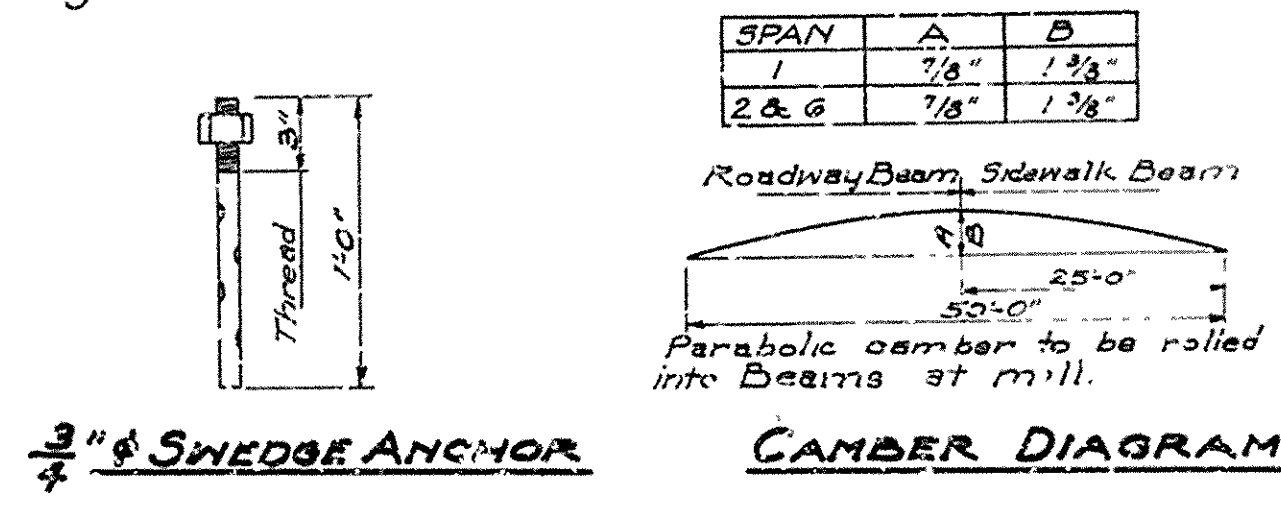 SPAN A B
1 7/8" 1 3/8"
2 & 6 7/8" 1 3/8"
3"
Thread
1'-0"
Roadway Beam Sidewalk Beam
A B
25'-0"
50'-0"
Parabolic camber to be rolled
into Beams at mill.
3/4"ϕ SWEDGE ANCHOR
CAMBER DIAGRAM